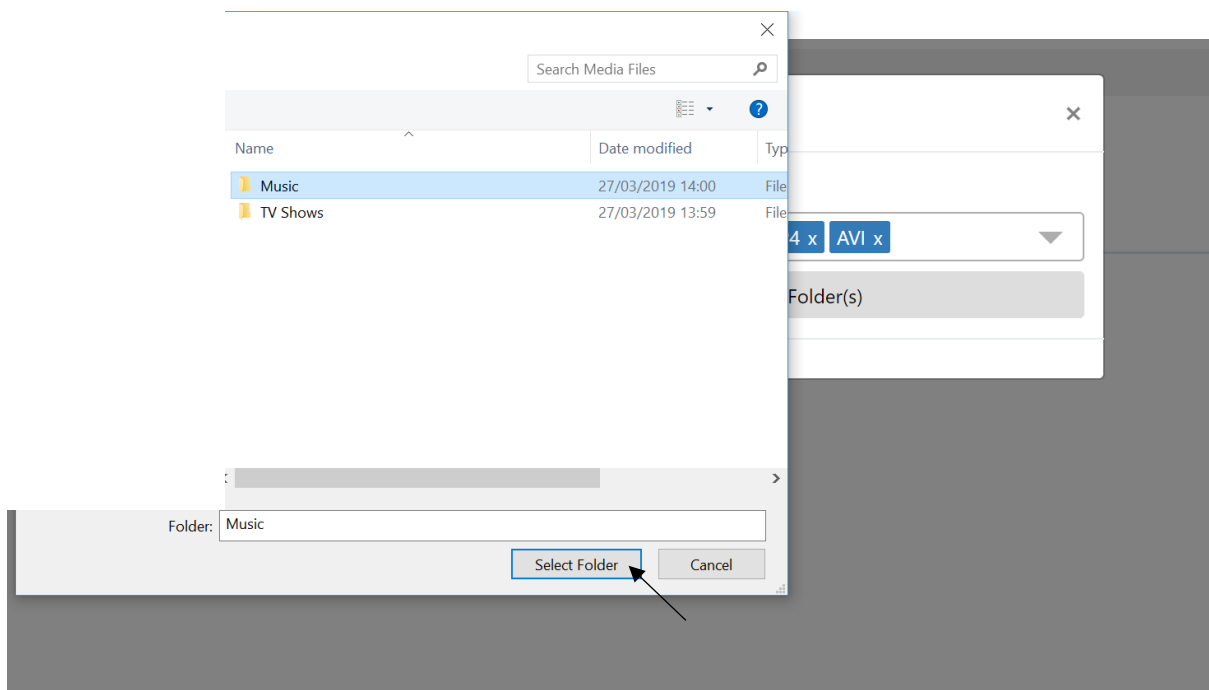 Search Media Files
Name Date modified Typ
Music 27/03/2019 14:00 File
TV Shows 27/03/2019 13:59 File
4 x AVI x
Folder(s)
Folder: Music
Select Folder Cancel